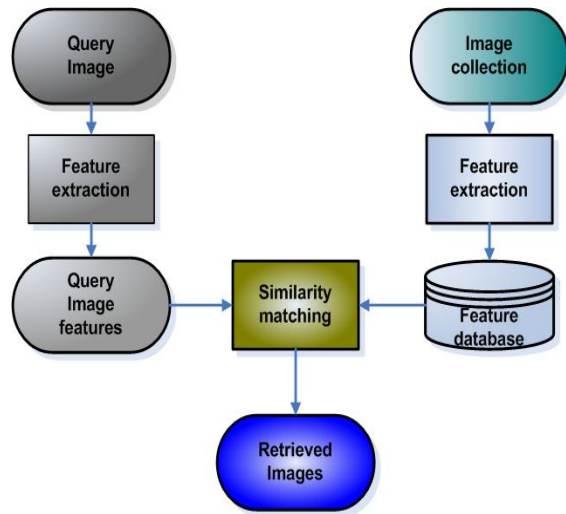 Query
Image
Image
collection
Feature
extraction
Feature
extraction
Query
Image
features
Similarity
matching
Feature
database
Retrieved
Images